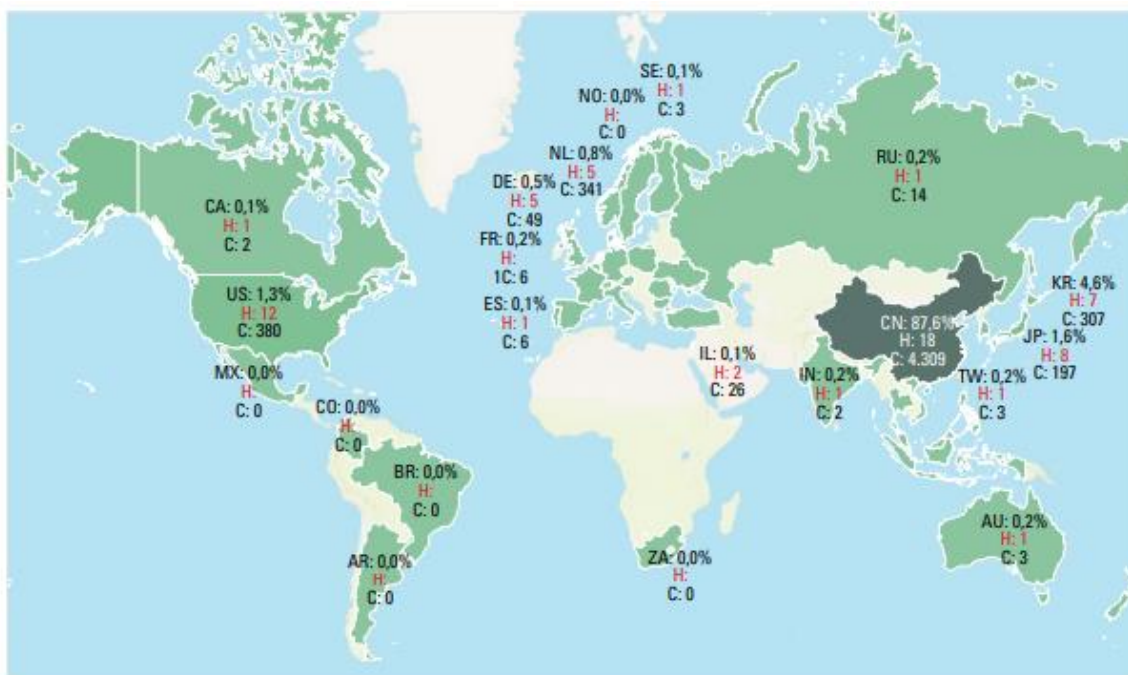 SE: 0,1%
H: 1
C: 3
NO: 0,0%
H:
C: 0
NL: 0,8%
H: 5
C: 341
DE: 0,5%
H: 5
C: 49
FR: 0,2%
H:
1C: 6
ES: 0,1%
H: 1
C: 6
RU: 0,2%
H: 1
C: 14
CA: 0,1%
H: 1
C: 2
US: 1,3%
H: 12
C: 380
MX: 0,0%
H:
C: 0
CO: 0,0%
H:
C: 0
BR: 0,0%
H:
C: 0
AR: 0,0%
H:
C: 0
ZA: 0,0%
H:
C: 0
IL: 0,1%
H: 2
C: 26
IN: 0,2%
H: 1
C: 2
CN: 87,6%
H: 18
C: 4.309
KR: 4,6%
H: 7
C: 307
JP: 1,6%
H: 8
C: 197
TW: 0,2%
H: 1
C: 3
AU: 0,2%
H: 1
C: 3